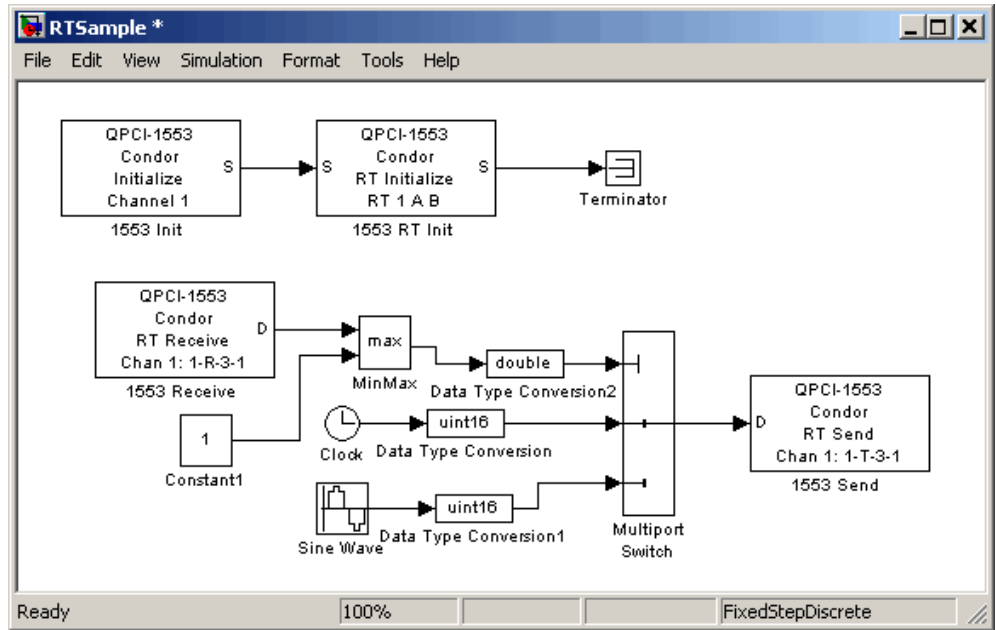 RTSample *
File Edit View Simulation Format Tools Help
QPCI-1553
Condor
Initialize
Channel 1
S
1553 Init
S
QPCI-1553
Condor
RT Initialize
RT 1 A B
S
1553 RT Init
Terminator
QPCI-1553
Condor
RT Receive
Chan 1: 1-R-3-1
D
1553 Receive
max
MinMax
double
Data Type Conversion2
1
Constant1
Clock
uint16
Data Type Conversion
Sine Wave
uint16
Data Type Conversion1
Multiport
Switch
D
QPCI-1553
Condor
RT Send
Chan 1: 1-T-3-1
1553 Send
Ready 100% FixedStepDiscrete